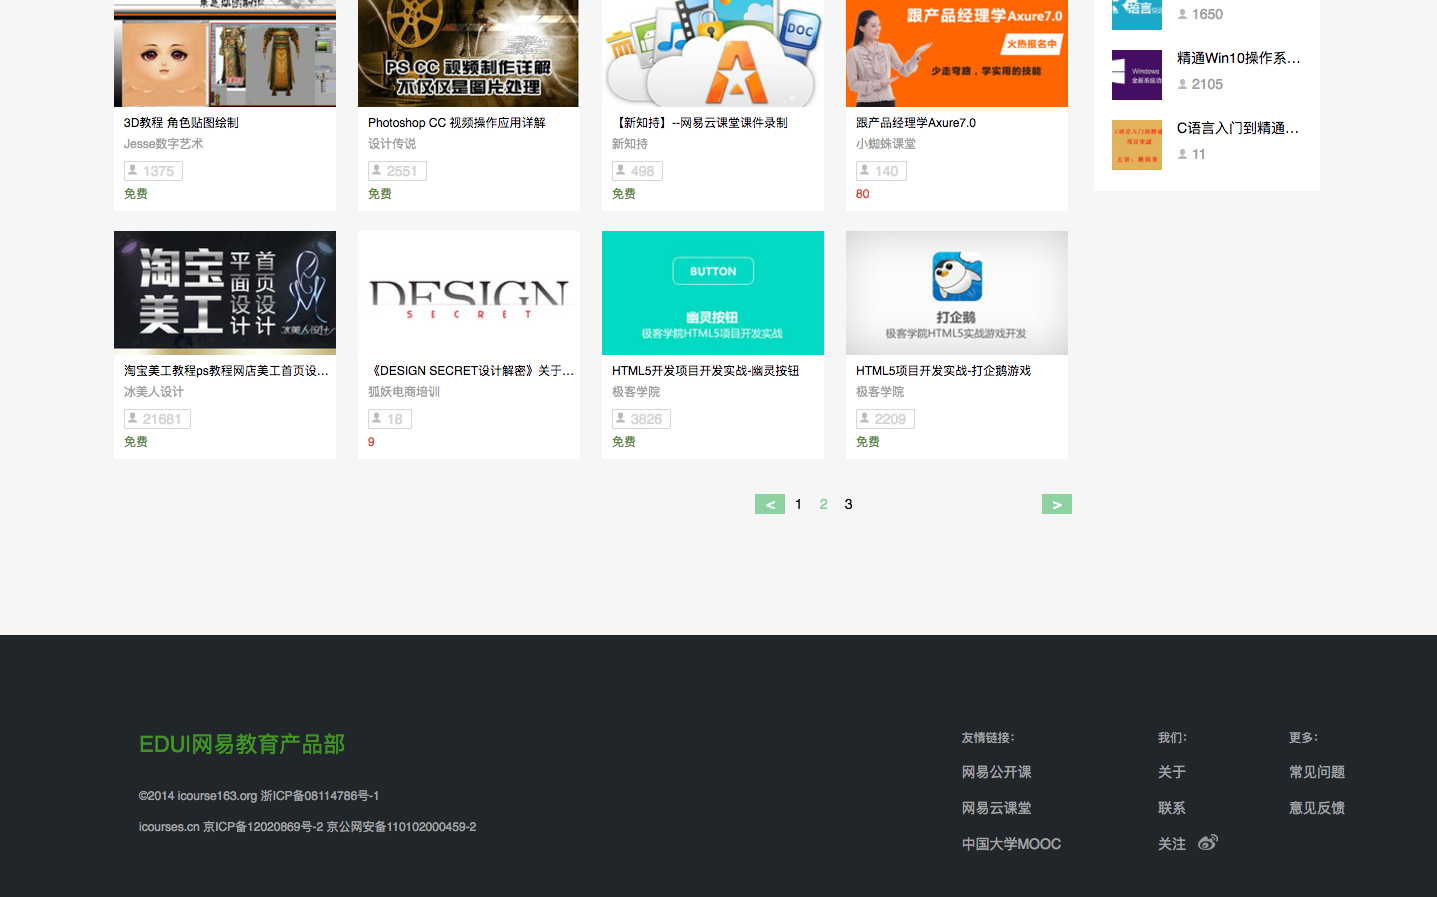 跟产品经理学Axure7.0
火热报名中
少走弯路，学实用的技能
DOC
PS CC 视频制作详解
不仅仅是图片处理
3D教程 角色贴图绘制
Jesse数字艺术
1375
免费
Photoshop CC 视频操作应用详解
设计传说
2551
免费
【新知持】--网易云课堂课件录制
新知持
498
免费
跟产品经理学Axure7.0
小蜘蛛课堂
140
80
语言
1650
Windows
精通Win10操作系...
2105
C语言入门到精通
项目实战
C语言入门到精通...
11
淘宝美工
平面设计
首页设计
冰美人设计
淘宝美工教程ps教程网店美工首页设...
冰美人设计
21681
免费
DESIGN
SECRET
《DESIGN SECRET设计解密》关于...
狐妖电商培训
18
9
BUTTON
幽灵按钮
极客学院HTML5项目开发实战
HTML5开发项目开发实战-幽灵按钮
极客学院
3826
免费
打企鹅
极客学院HTML5实战游戏开发
HTML5项目开发实战-打企鹅游戏
极客学院
2209
免费
< 1 2 3 >
EDUI网易教育产品部
©2014 icourse163.org 浙ICP备08114786号-1
icourses.cn 京ICP备12020869号-2 京公网安备110102000459-2
友情链接：
网易公开课
网易云课堂
中国大学MOOC
我们：
关于
联系
关注
更多：
常见问题
意见反馈